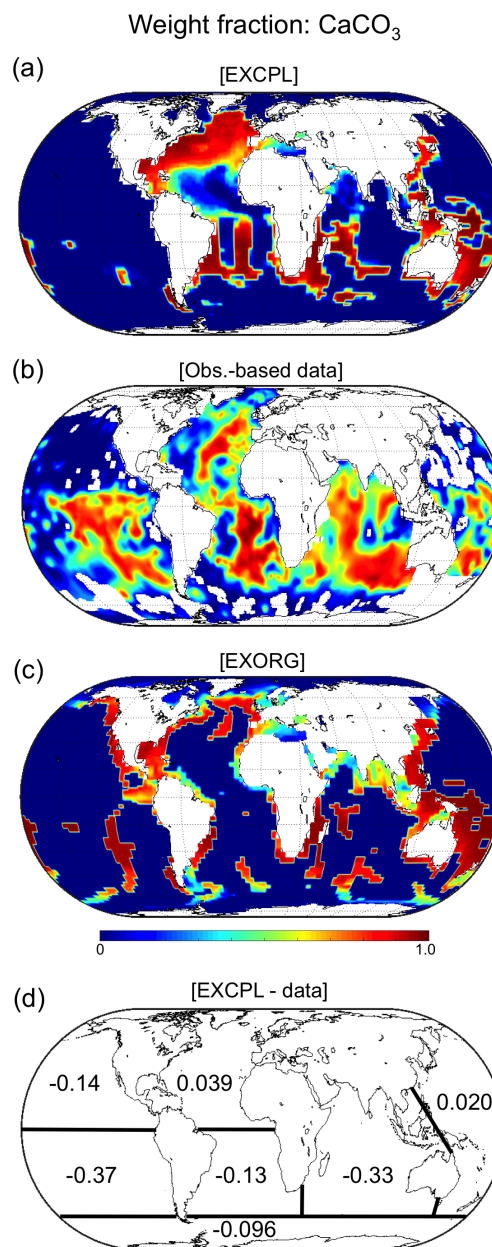 Weight fraction: CaCO₃
(a)
[EXCPL]
(b)
[Obs.-based data]
(c)
[EXORG]
0 1.0
(d)
[EXCPL - data]
-0.14 0.039 0.020
-0.37 -0.13 -0.33
-0.096